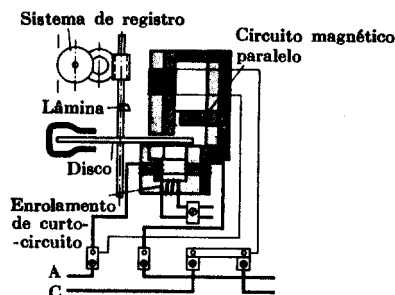 Sistema de registro
Circuito magnético
paralelo
Lâmina
Disco
Enrolamento
de curto-
-circuito
A
C